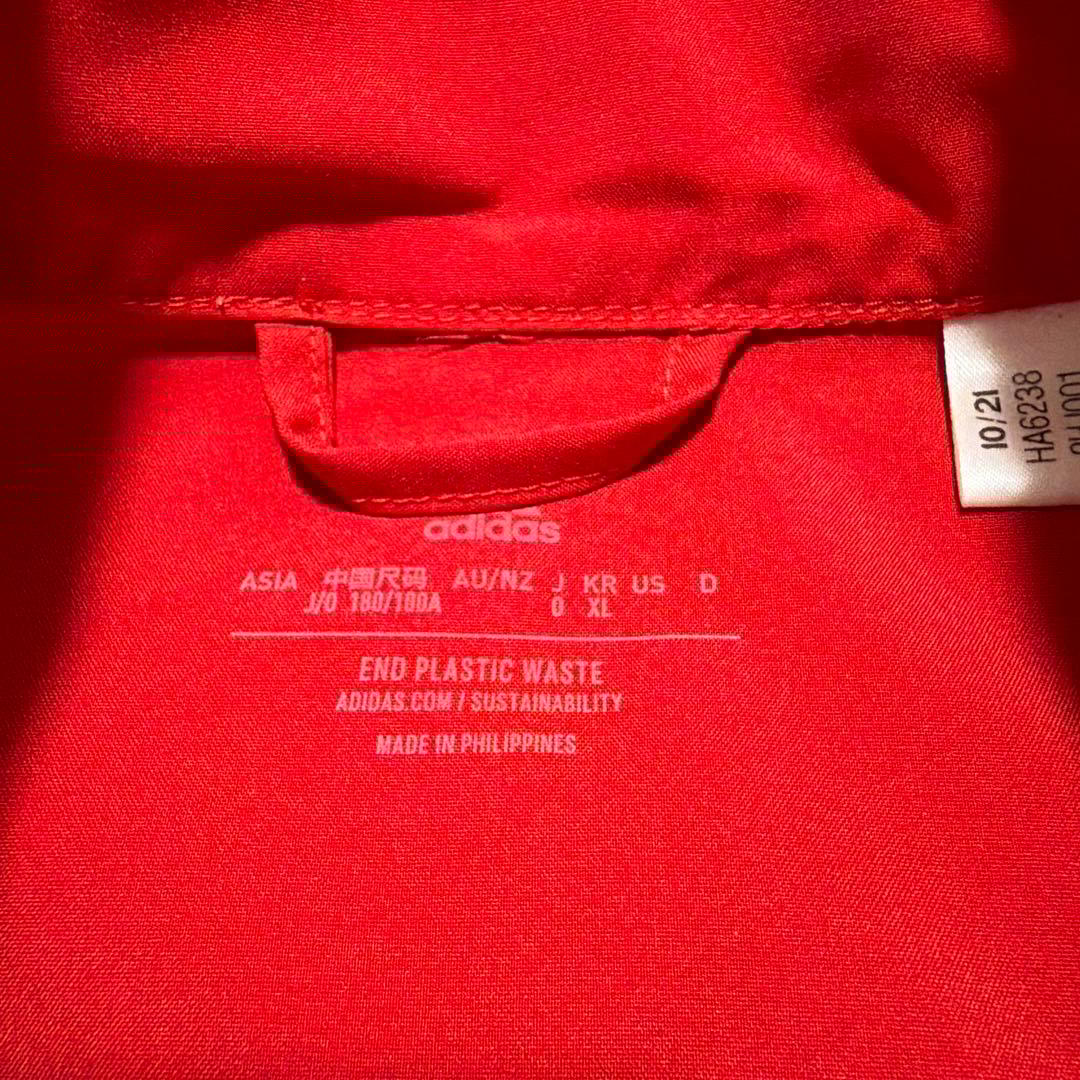 adidas
ASIA 中国尺码 AU/NZ J KR US D
J/O 180/100A O XL
END PLASTIC WASTE
ADIDAS.COM / SUSTAINABILITY
MADE IN PHILIPPINES
10/21
HA6238